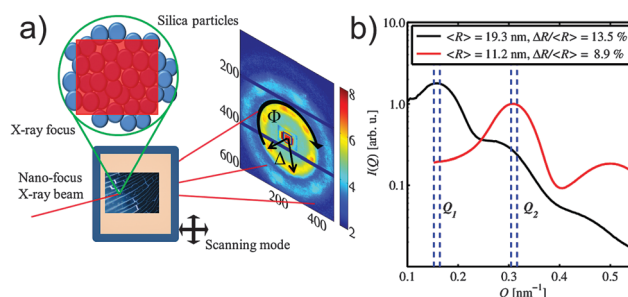 a)
Silica particles
X-ray focus
Nano-focus
X-ray beam
Scanning mode
Φ
Δ
200
400
600
200
400
8
6
4
2
b)
I(Q) [arb. u.]
10.0
1.0
0.1
<R> = 19.3 nm, ΔR/<R> = 13.5 %
<R> = 11.2 nm, ΔR/<R> = 8.9 %
Q1
Q2
0.1
0.2
0.3
0.4
0.5
Q [nm⁻¹]